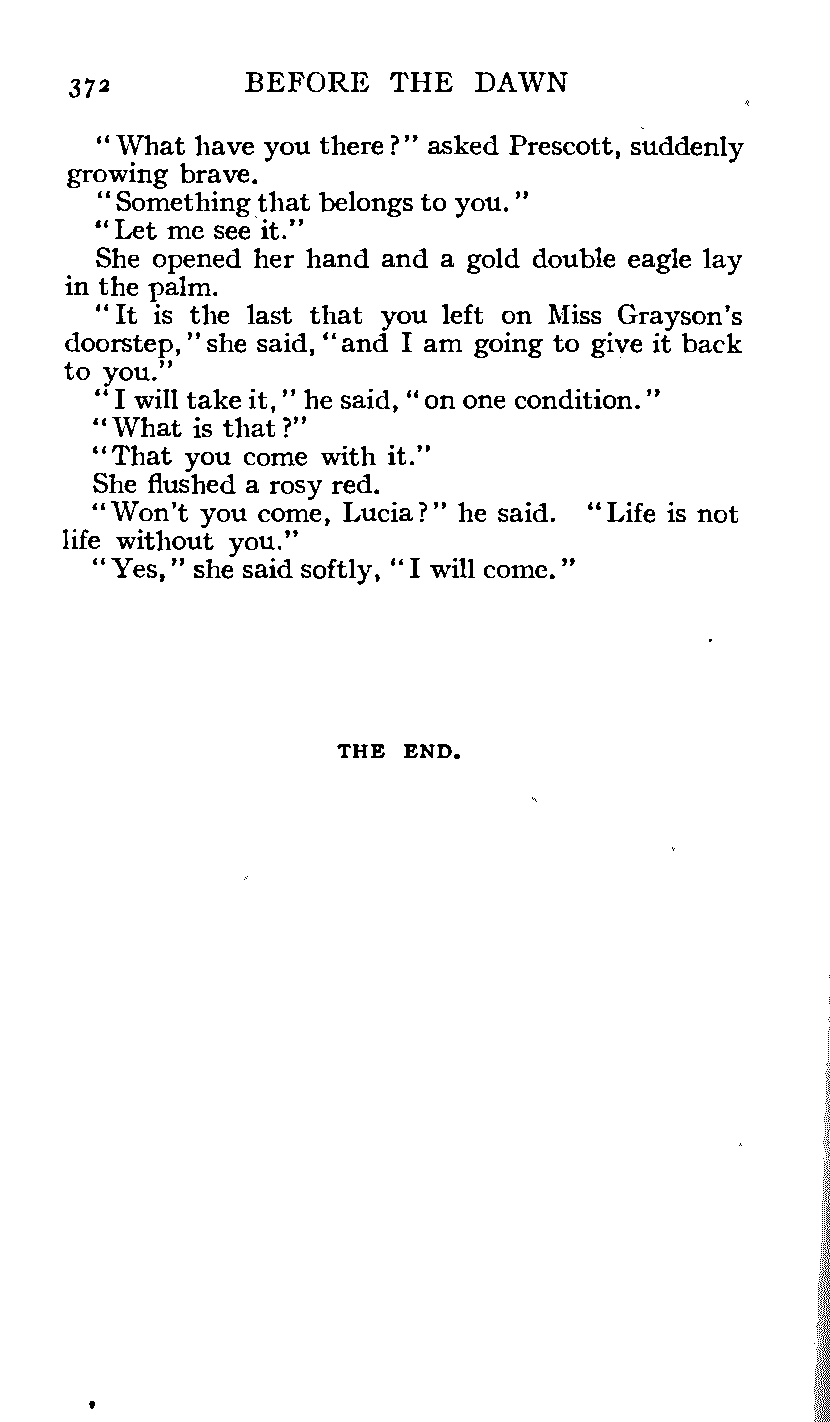 372 BEFORE THE DAWN
"What have you there?" asked Prescott, suddenly
growing brave.
"Something that belongs to you."
"Let me see it."
She opened her hand and a gold double eagle lay
in the palm.
"It is the last that you left on Miss Grayson's
doorstep," she said, "and I am going to give it back
to you."
"I will take it," he said, "on one condition."
"What is that?"
"That you come with it."
She flushed a rosy red.
"Won't you come, Lucia?" he said. "Life is not
life without you."
"Yes," she said softly, "I will come."
THE END.